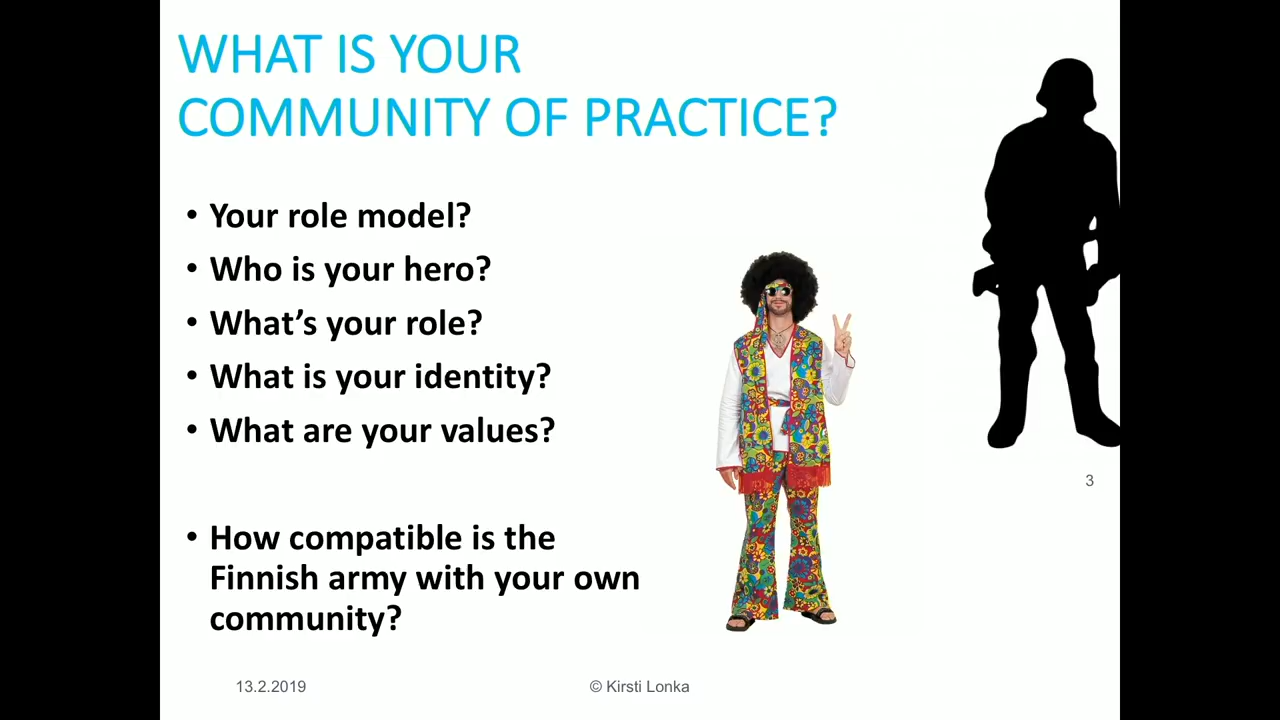 WHAT IS YOUR
COMMUNITY OF PRACTICE?
• Your role model?
• Who is your hero?
• What’s your role?
• What is your identity?
• What are your values?
• How compatible is the
Finnish army with your own
community?
3
13.2.2019
© Kirsti Lonka